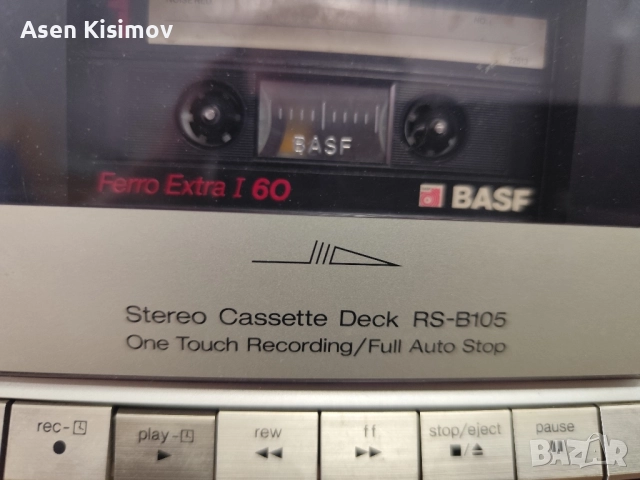 Asen Kisimov
BASF
Ferro Extra I 60
BASF
Stereo Cassette Deck RS-B105
One Touch Recording/Full Auto Stop
rec- play- rew ff stop/eject pause
BAZAR